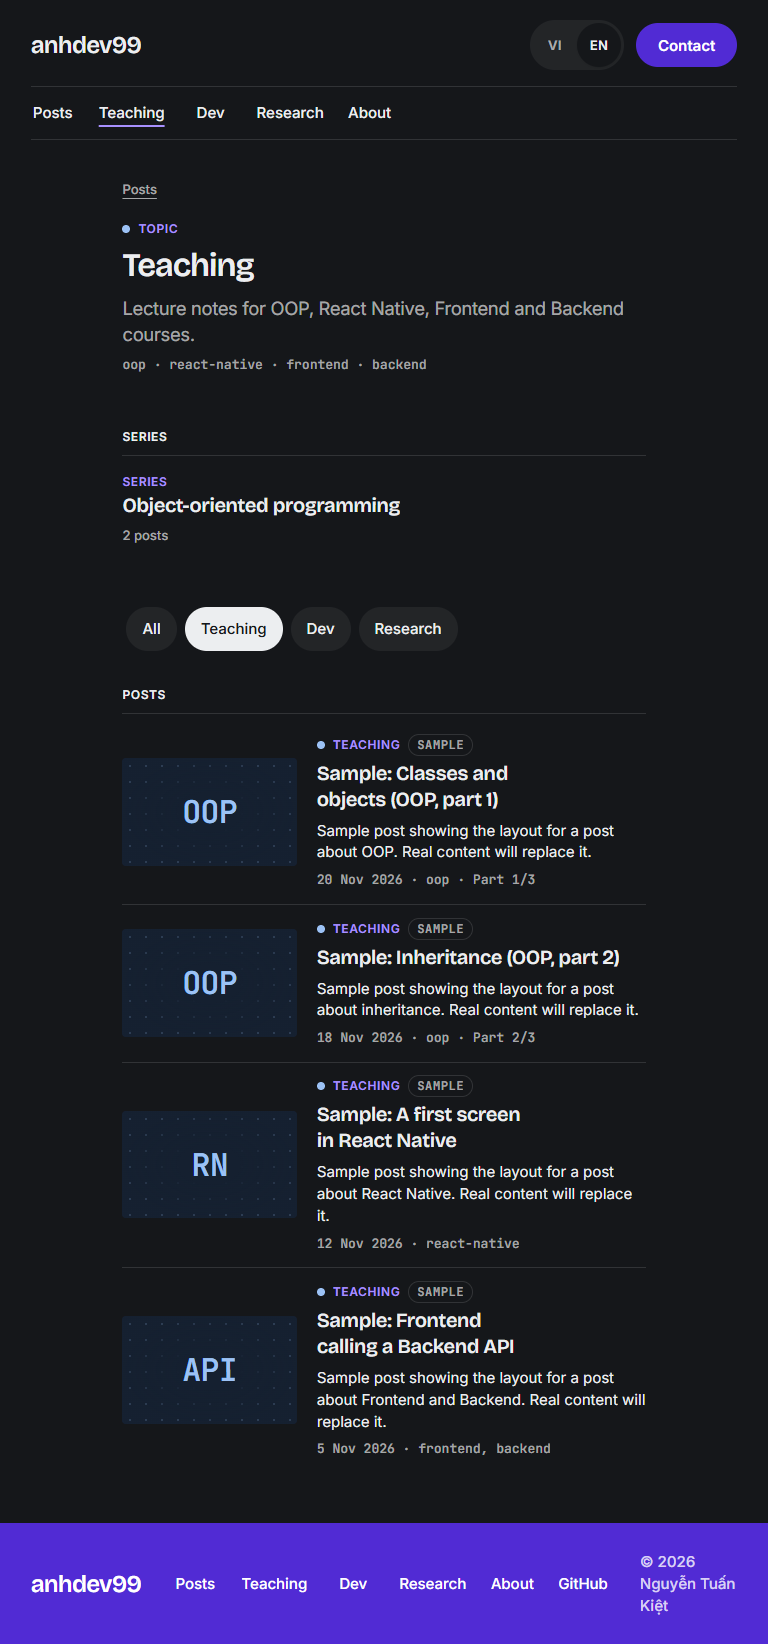 anhdev99
VI EN
Contact
Posts Teaching Dev Research About
Posts
TOPIC
Teaching
Lecture notes for OOP, React Native, Frontend and Backend
courses.
oop · react-native · frontend · backend
SERIES
SERIES
Object-oriented programming
2 posts
All Teaching Dev Research
POSTS
OOP
TEACHING SAMPLE
Sample: Classes and
objects (OOP, part 1)
Sample post showing the layout for a post
about OOP. Real content will replace it.
20 Nov 2026 · oop · Part 1/3
OOP
TEACHING SAMPLE
Sample: Inheritance (OOP, part 2)
Sample post showing the layout for a post
about inheritance. Real content will replace it.
18 Nov 2026 · oop · Part 2/3
RN
TEACHING SAMPLE
Sample: A first screen
in React Native
Sample post showing the layout for a post
about React Native. Real content will replace
it.
12 Nov 2026 · react-native
API
TEACHING SAMPLE
Sample: Frontend
calling a Backend API
Sample post showing the layout for a post
about Frontend and Backend. Real content will
replace it.
5 Nov 2026 · frontend, backend
anhdev99
Posts Teaching Dev Research About GitHub
© 2026
Nguyễn Tuấn
Kiệt